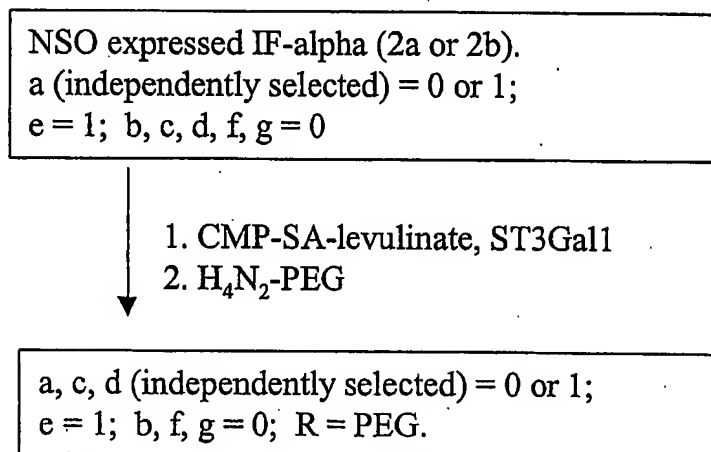 NSO expressed IF-alpha (2a or 2b).
a (independently selected) = 0 or 1;
e = 1; b, c, d, f, g = 0
1. CMP-SA-levulinate, ST3Gal1
2. H₄N₂-PEG
a, c, d (independently selected) = 0 or 1;
e = 1; b, f, g = 0; R = PEG.